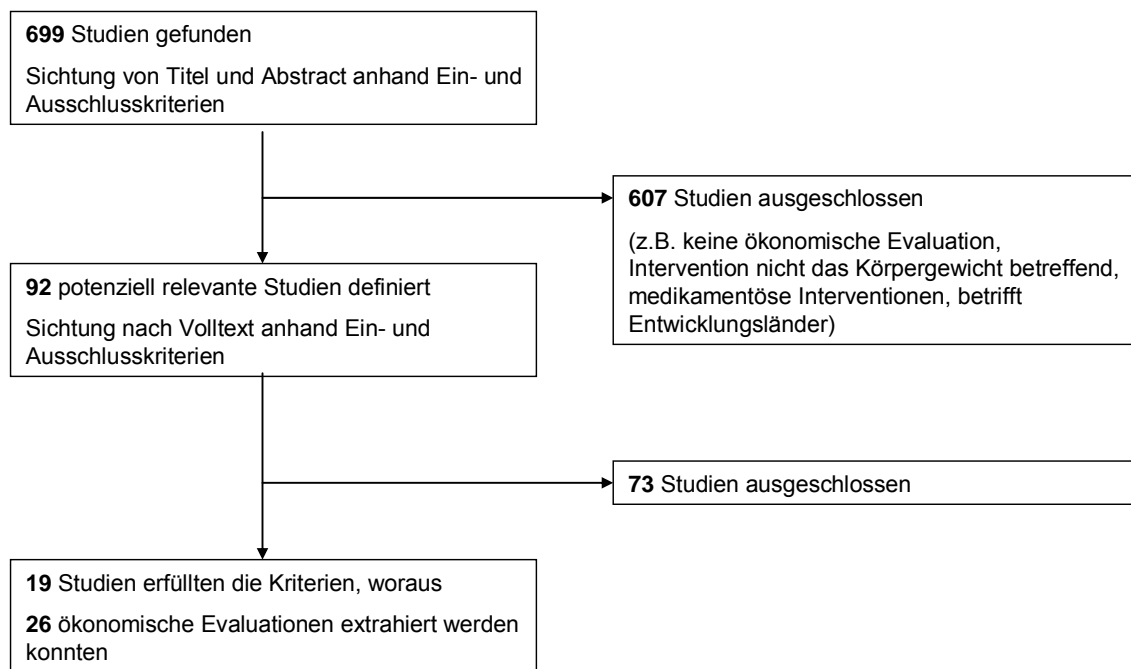 699 Studien gefunden
Sichtung von Titel und Abstract anhand Ein- und
Ausschlusskriterien
607 Studien ausgeschlossen
(z.B. keine ökonomische Evaluation,
Intervention nicht das Körpergewicht betreffend,
medikamentöse Interventionen, betrifft
Entwicklungsländer)
92 potenziell relevante Studien definiert
Sichtung nach Volltext anhand Ein- und
Ausschlusskriterien
73 Studien ausgeschlossen
19 Studien erfüllten die Kriterien, woraus
26 ökonomische Evaluationen extrahiert werden
konnten